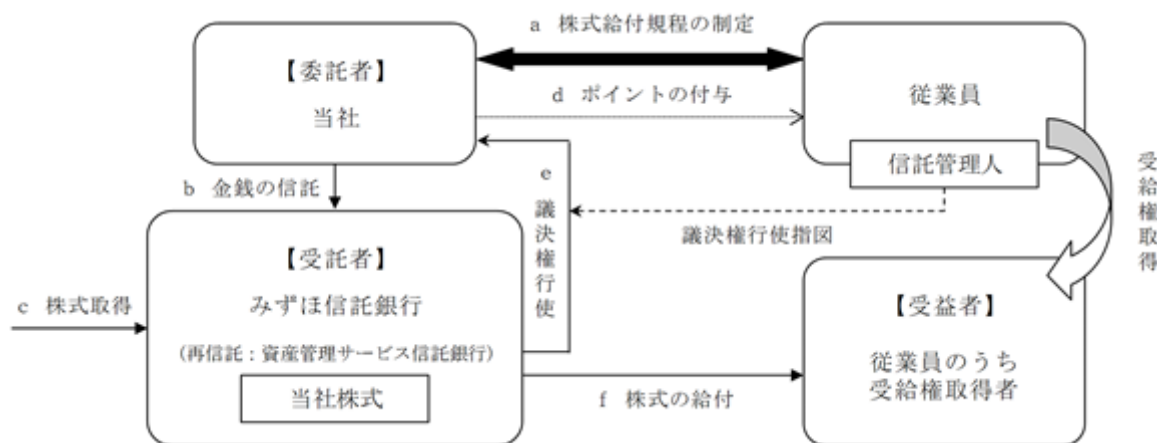 a 株式給付規程の制定
【委託者】
当社
d ポイントの付与
従業員
信託管理人
受給権取得
b 金銭の信託
e 議決権行使
議決権行使指図
【受託者】
みずほ信託銀行
(再信託：資産管理サービス信託銀行)
当社株式
c 株式取得
【受益者】
従業員のうち
受給権取得者
f 株式の給付